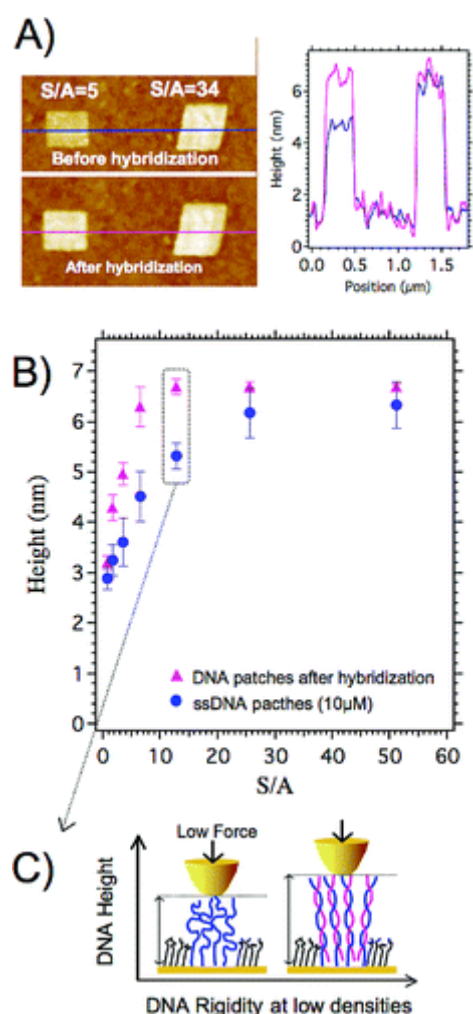 A)
S/A=5 S/A=34
Before hybridization
After hybridization
Height (nm)
6
4
2
0.0 0.5 1.0 1.5
Position (µm)
B)
Height (nm)
7
6
5
4
3
2
1
0
DNA patches after hybridization
ssDNA pacthes (10µM)
0 10 20 30 40 50 60
S/A
C)
DNA Height
Low Force
DNA Rigidity at low densities